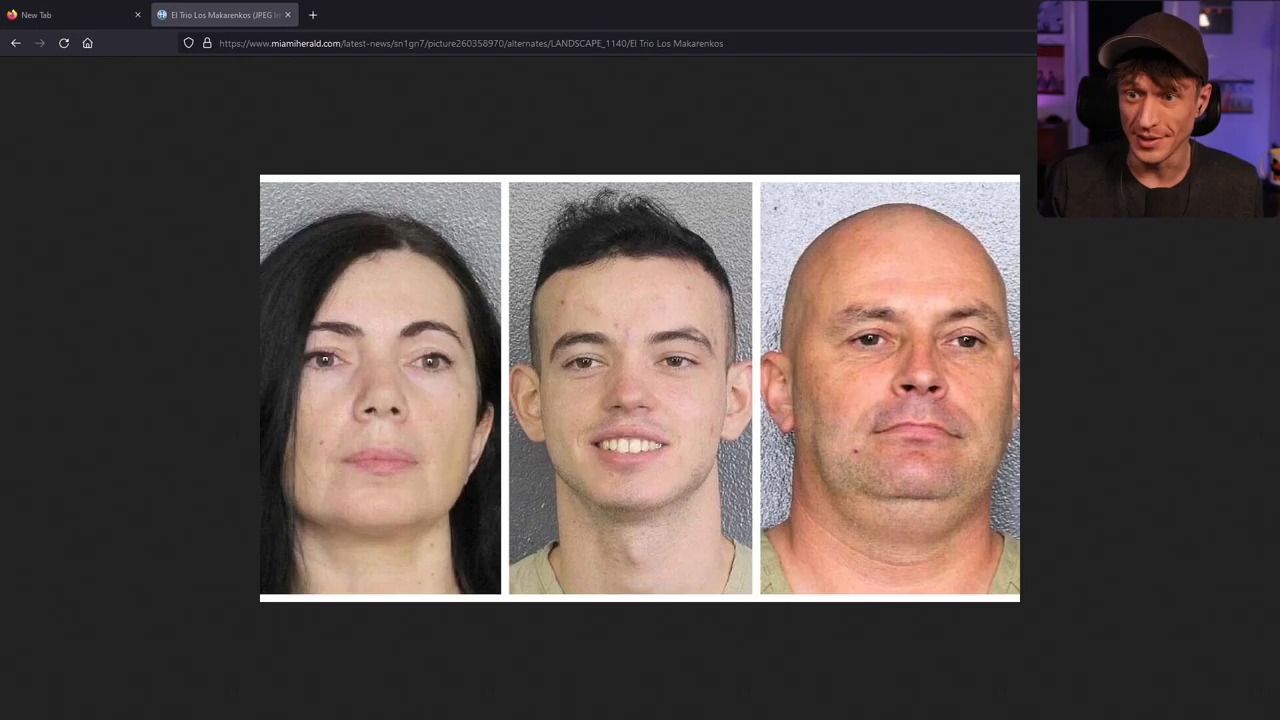 New Tab
El Trio Los Makarenkos (JPEG Im
https://www.miamiherald.com/latest-news/sn1gn7/picture260358970/alternates/LANDSCAPE_1140/El Trio Los Makarenkos